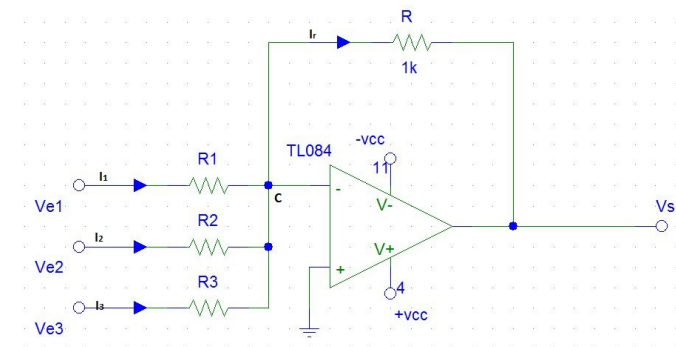 R
Ir
1k
-vcc
TL084
11
R1
I1
C
-
V-
Ve1
R2
Vs
I2
V+
Ve2
R3
+
4
I3
+vcc
Ve3